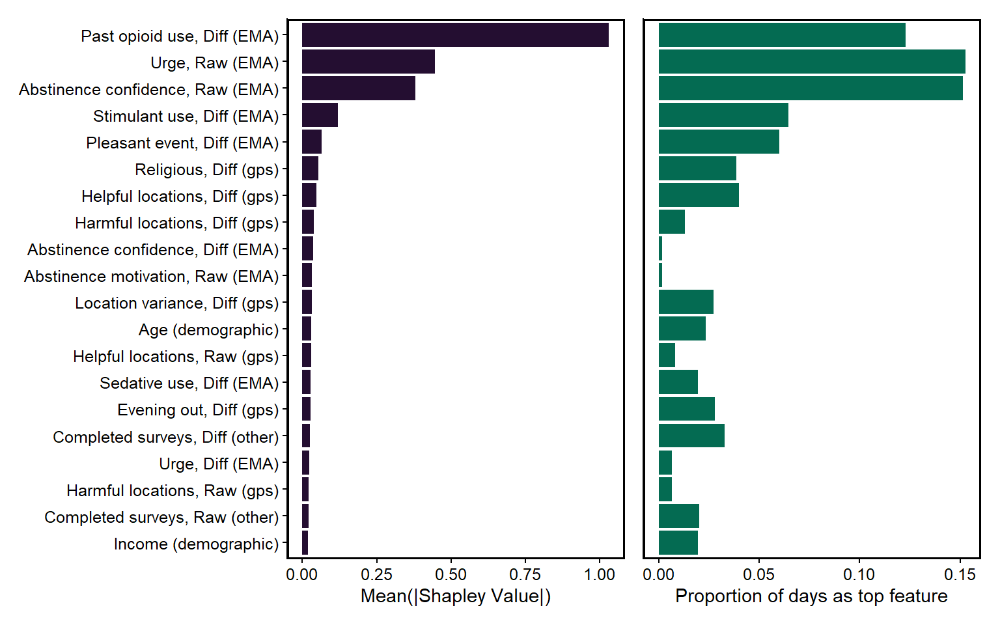 Past opioid use, Diff (EMA)
Urge, Raw (EMA)
Abstinence confidence, Raw (EMA)
Stimulant use, Diff (EMA)
Pleasant event, Diff (EMA)
Religious, Diff (gps)
Helpful locations, Diff (gps)
Harmful locations, Diff (gps)
Abstinence confidence, Diff (EMA)
Abstinence motivation, Raw (EMA)
Location variance, Diff (gps)
Age (demographic)
Helpful locations, Raw (gps)
Sedative use, Diff (EMA)
Evening out, Diff (gps)
Completed surveys, Diff (other)
Urge, Diff (EMA)
Harmful locations, Raw (gps)
Completed surveys, Raw (other)
Income (demographic)
0.00 0.25 0.50 0.75 1.00
Mean(|Shapley Value|)
0.00 0.05 0.10 0.15
Proportion of days as top feature